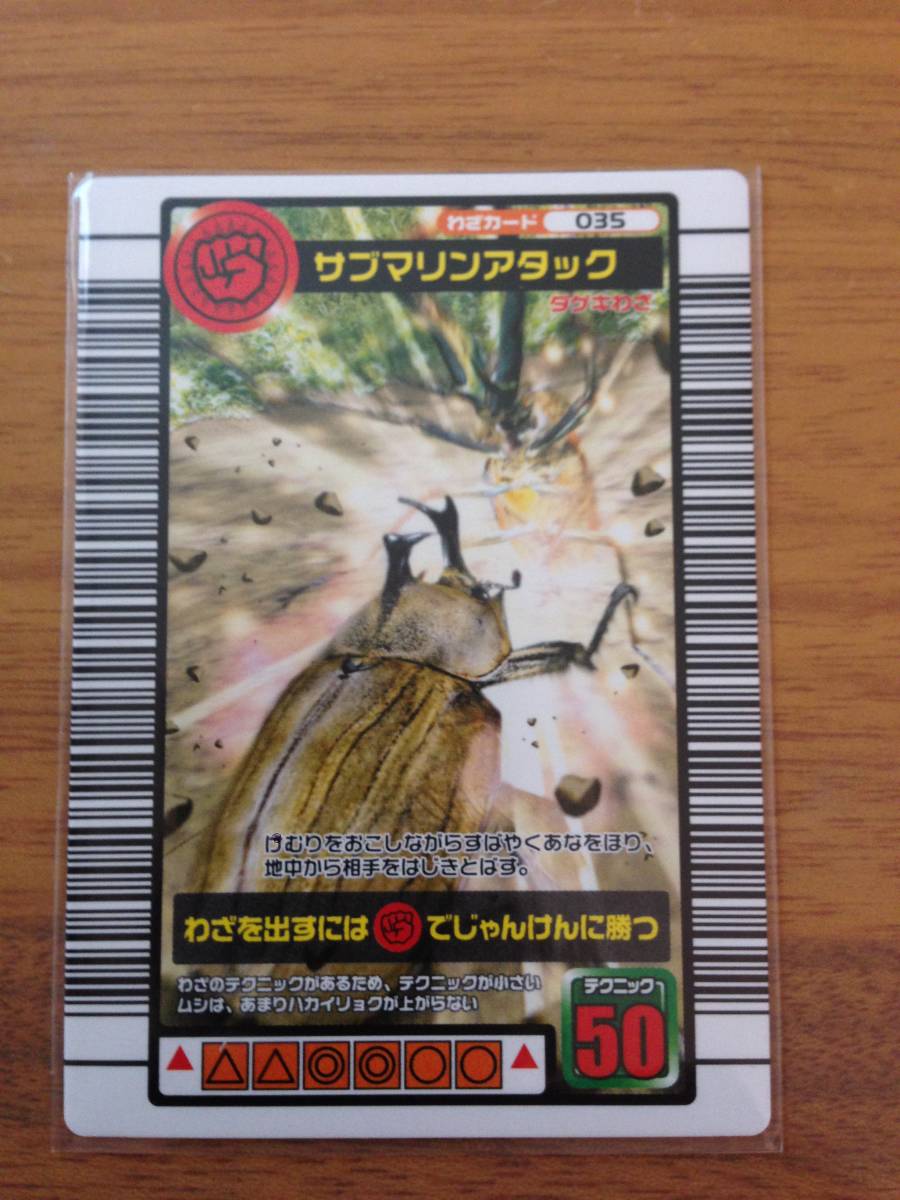 わざカード 035
サブマリンアタック
ダゲキわざ
けむりをおこしながらすばやくあなをほり、
地中から相手をはじきとばす。
わざを出すにはでじゃんけんに勝つ
わざのテクニックがあるため、テクニックが小さい
ムシは、あまりハカイリョクが上がらない
テクニック
50